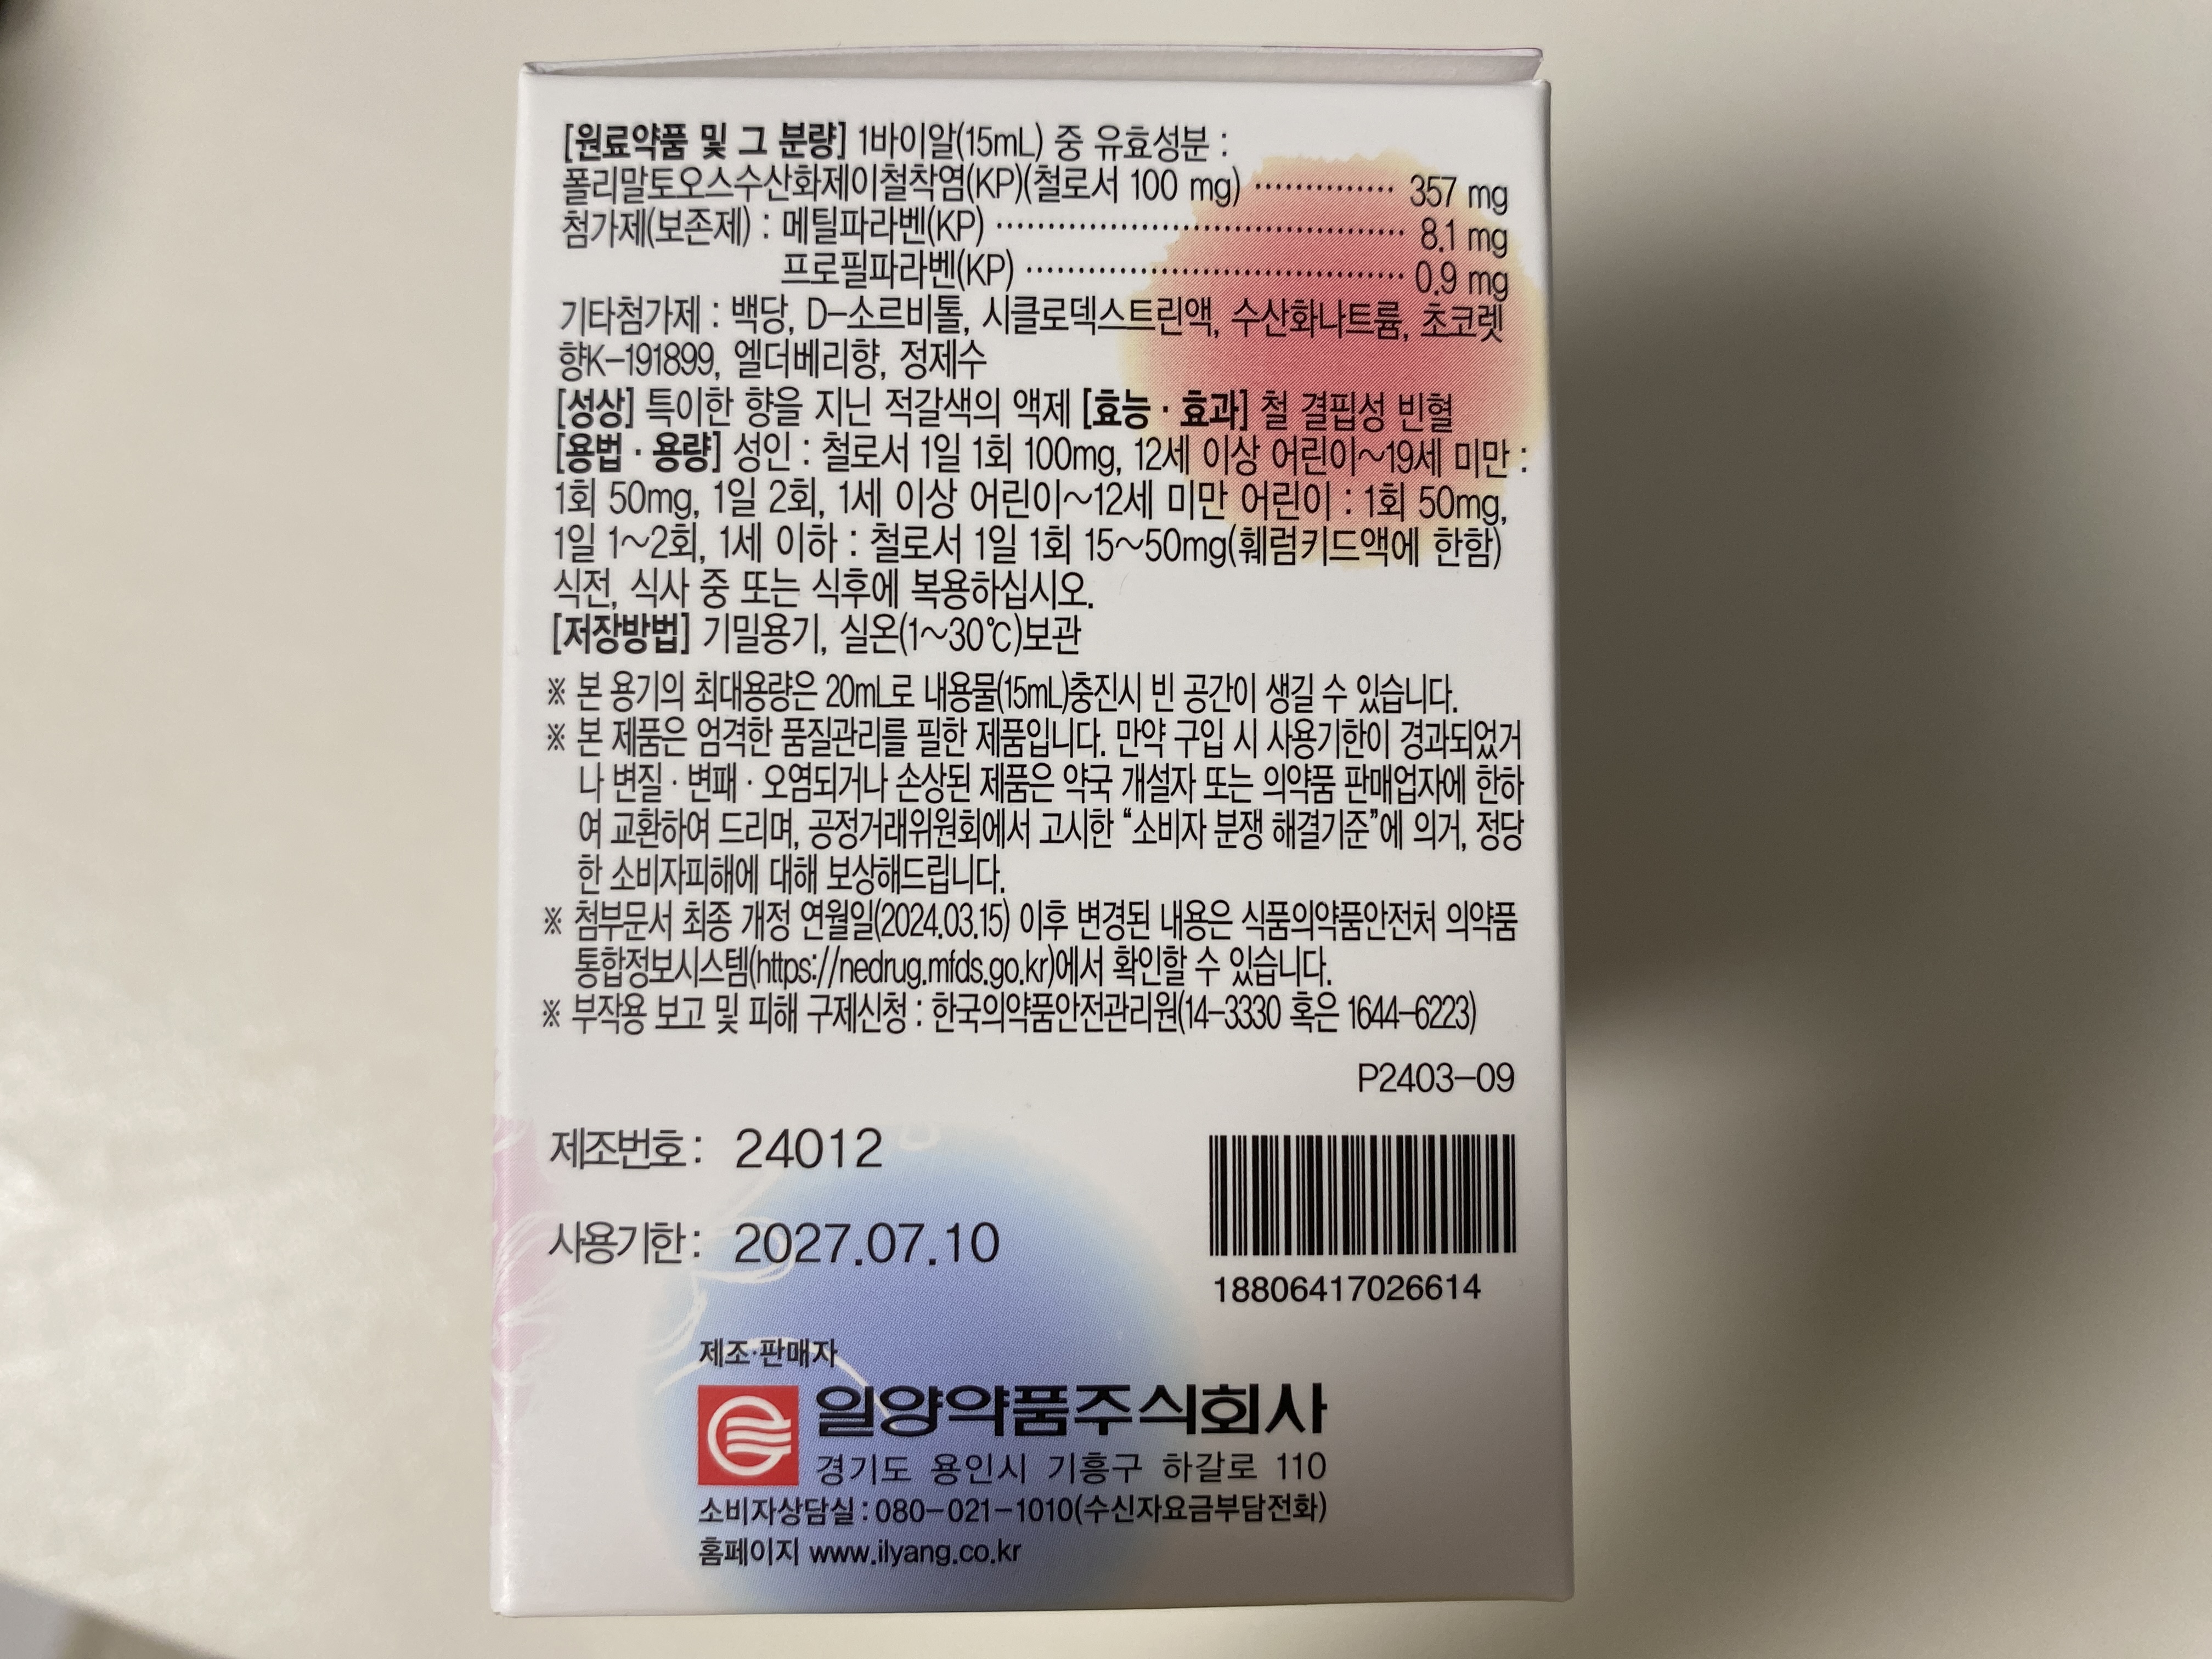 [원료약품 및 그 분량] 1바이알(15mL) 중 유효성분 :
폴리말토오스수산화제이철착염(KP)(철로서 100 mg) ·············· 357 mg
첨가제(보존제) : 메틸파라벤(KP) ········································ 8.1 mg
프로필파라벤(KP) ····································· 0.9 mg
기타첨가제 : 백당, D-소르비톨, 시클로덱스트린액, 수산화나트륨, 초코렛
향K-191899, 엘더베리향, 정제수
[성상] 특이한 향을 지닌 적갈색의 액제 [효능 · 효과] 철 결핍성 빈혈
[용법 · 용량] 성인 : 철로서 1일 1회 100mg, 12세 이상 어린이~19세 미만 :
1회 50mg, 1일 2회, 1세 이상 어린이~12세 미만 어린이 : 1회 50mg,
1일 1~2회, 1세 이하 : 철로서 1일 1회 15~50mg(훼럼키드액에 한함)
식전, 식사 중 또는 식후에 복용하십시오.
[저장방법] 기밀용기, 실온(1~30℃)보관
※ 본 용기의 최대용량은 20mL로 내용물(15mL)충진시 빈 공간이 생길 수 있습니다.
※ 본 제품은 엄격한 품질관리를 필한 제품입니다. 만약 구입 시 사용기한이 경과되었거
나 변질 · 변패 · 오염되거나 손상된 제품은 약국 개설자 또는 의약품 판매업자에 한하
여 교환하여 드리며, 공정거래위원회에서 고시한 “소비자 분쟁 해결기준”에 의거, 정당
한 소비자피해에 대해 보상해드립니다.
※ 첨부문서 최종 개정 연월일(2024.03.15) 이후 변경된 내용은 식품의약품안전처 의약품
통합정보시스템(https://nedrug.mfds.go.kr)에서 확인할 수 있습니다.
※ 부작용 보고 및 피해 구제신청 : 한국의약품안전관리원(14-3330 혹은 1644-6223)
P2403-09
제조번호 : 24012
사용기한 : 2027.07.10
18806417026614
제조·판매자
일양약품주식회사
경기도 용인시 기흥구 하갈로 110
소비자상담실 : 080-021-1010(수신자요금부담전화)
홈페이지 www.ilyang.co.kr